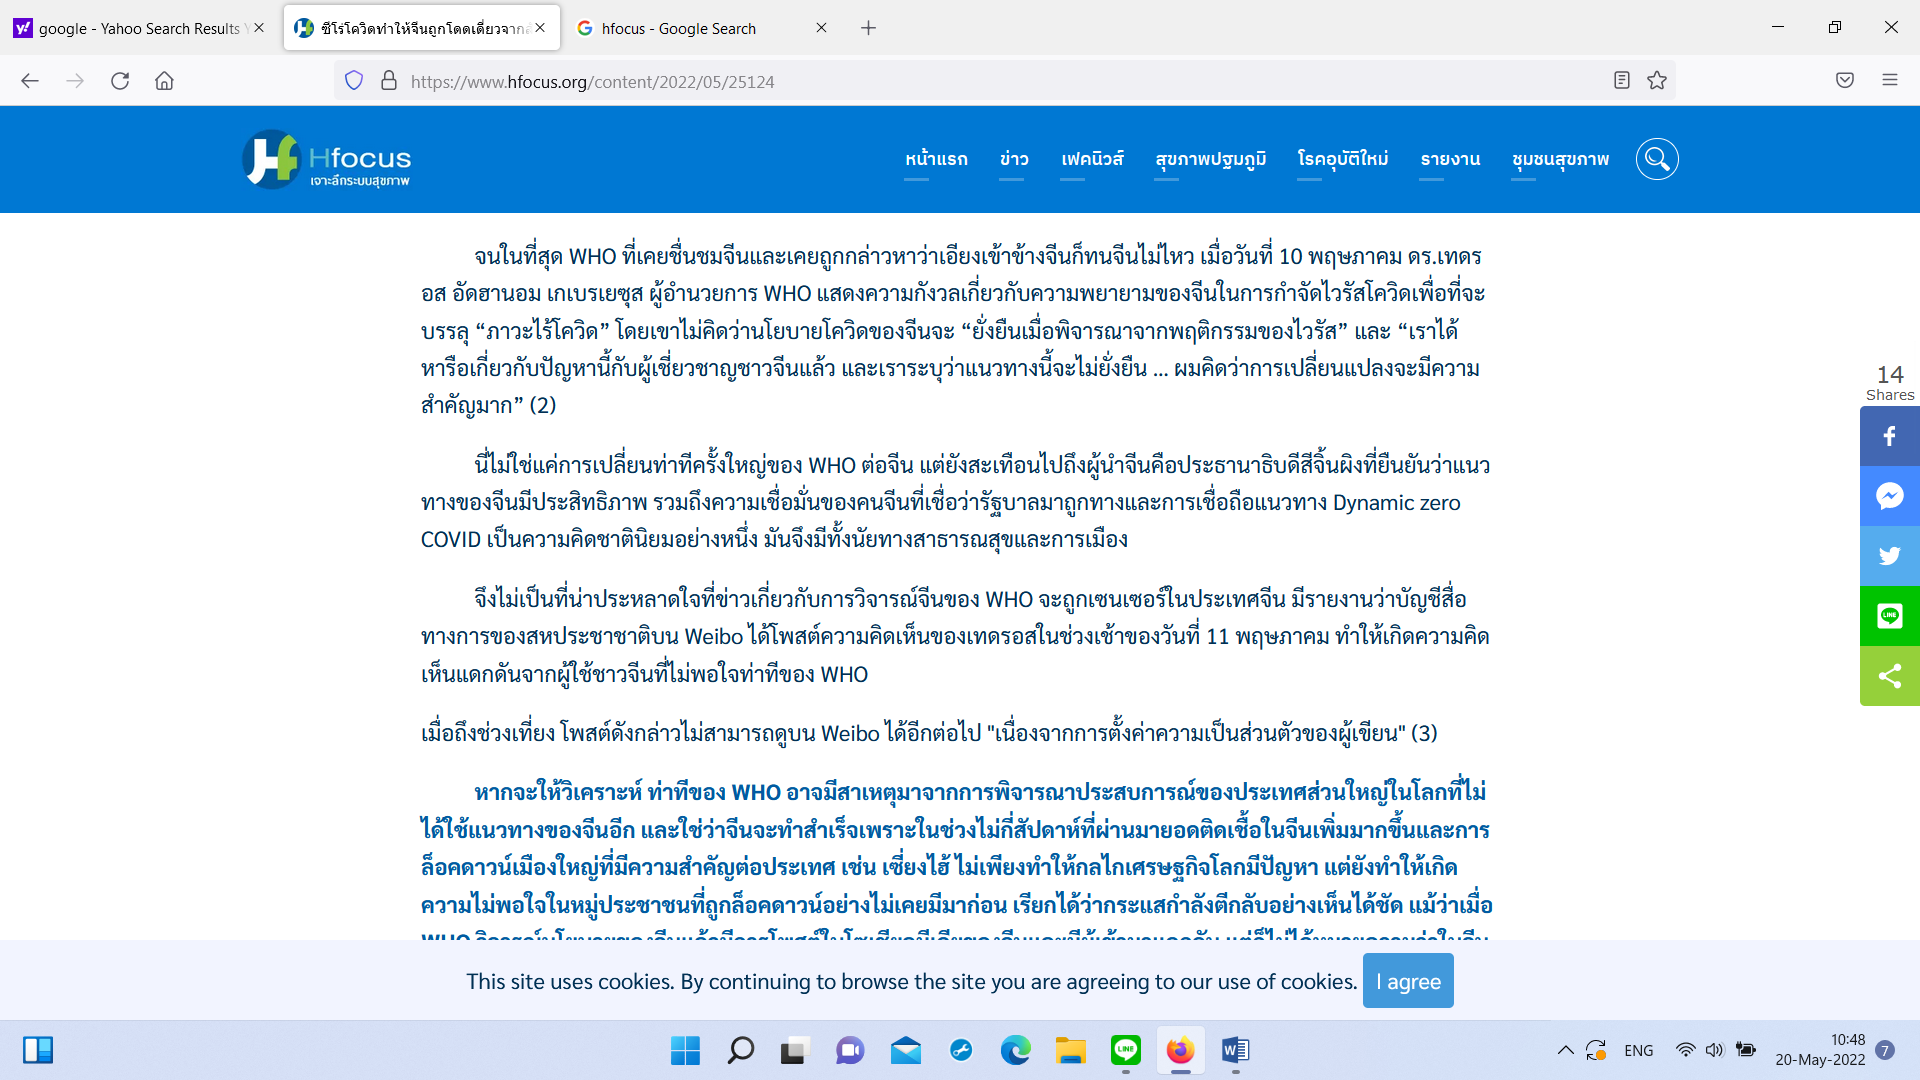 google - Yahoo Search Results
ซีโร่โควิดทำให้จีนถูกโดดเดี่ยวจาก
hfocus - Google Search
https://www.hfocus.org/content/2022/05/25124
Hfocus
เจาะลึกระบบสุขภาพ
หน้าแรก
ข่าว
เฟคนิวส์
สุขภาพปฐมภูมิ
โรคอุบัติใหม่
รายงาน
ชุมชนสุขภาพ
จนในที่สุด WHO ที่เคยชื่นชมจีนและเคยถูกกล่าวหาว่าเอียงเข้าข้างจีนก็ทนจีนไม่ไหว เมื่อวันที่ 10 พฤษภาคม ดร.เทดร
อส อัดฮานอม เกเบรเยซุส ผู้อำนวยการ WHO แสดงความกังวลเกี่ยวกับความพยายามของจีนในการกำจัดไวรัสโควิดเพื่อที่จะ
บรรลุ “ภาวะไร้โควิด” โดยเขาไม่คิดว่านโยบายโควิดของจีนจะ “ยั่งยืนเมื่อพิจารณาจากพฤติกรรมของไวรัส” และ “เราได้
หารือเกี่ยวกับปัญหานี้กับผู้เชี่ยวชาญชาวจีนแล้ว และเราระบุว่าแนวทางนี้จะไม่ยั่งยืน ... ผมคิดว่าการเปลี่ยนแปลงจะมีความ
สำคัญมาก” (2)
นี่ไม่ใช่แค่การเปลี่ยนท่าทีครั้งใหญ่ของ WHO ต่อจีน แต่ยังสะเทือนไปถึงผู้นำจีนคือประธานาธิบดีสีจิ้นผิงที่ยืนยันว่าแนว
ทางของจีนมีประสิทธิภาพ รวมถึงความเชื่อมั่นของคนจีนที่เชื่อว่ารัฐบาลมาถูกทางและการเชื่อถือแนวทาง Dynamic zero
COVID เป็นความคิดชาตินิยมอย่างหนึ่ง มันจึงมีทั้งนัยทางสาธารณสุขและการเมือง
จึงไม่เป็นที่น่าประหลาดใจที่ข่าวเกี่ยวกับการวิจารณ์จีนของ WHO จะถูกเซนเซอร์ในประเทศจีน มีรายงานว่าบัญชีสื่อ
ทางการของสหประชาชาติบน Weibo ได้โพสต์ความคิดเห็นของเทดรอสในช่วงเช้าของวันที่ 11 พฤษภาคม ทำให้เกิดความคิด
เห็นแดกดันจากผู้ใช้ชาวจีนที่ไม่พอใจท่าทีของ WHO
เมื่อถึงช่วงเที่ยง โพสต์ดังกล่าวไม่สามารถดูบน Weibo ได้อีกต่อไป "เนื่องจากการตั้งค่าความเป็นส่วนตัวของผู้เขียน" (3)
หากจะให้วิเคราะห์ ท่าทีของ WHO อาจมีสาเหตุมาจากการพิจารณาประสบการณ์ของประเทศส่วนใหญ่ในโลกที่ไม่
ได้ใช้แนวทางของจีนอีก และใช่ว่าจีนจะทำสำเร็จเพราะในช่วงไม่กี่สัปดาห์ที่ผ่านมายอดติดเชื้อในจีนเพิ่มมากขึ้นและการ
ล็อคดาวน์เมืองใหญ่ที่มีความสำคัญต่อประเทศ เช่น เซี่ยงไฮ้ ไม่เพียงทำให้กลไกเศรษฐกิจโลกมีปัญหา แต่ยังทำให้เกิด
ความไม่พอใจในหมู่ประชาชนที่ถูกล็อคดาวน์อย่างไม่เคยมีมาก่อน เรียกได้ว่ากระแสกำลังตีกลับอย่างเห็นได้ชัด แม้ว่าเมื่อ
14
Shares
LINE
This site uses cookies. By continuing to browse the site you are agreeing to our use of cookies.
I agree
LINE
ENG
10:48
20-May-2022
7